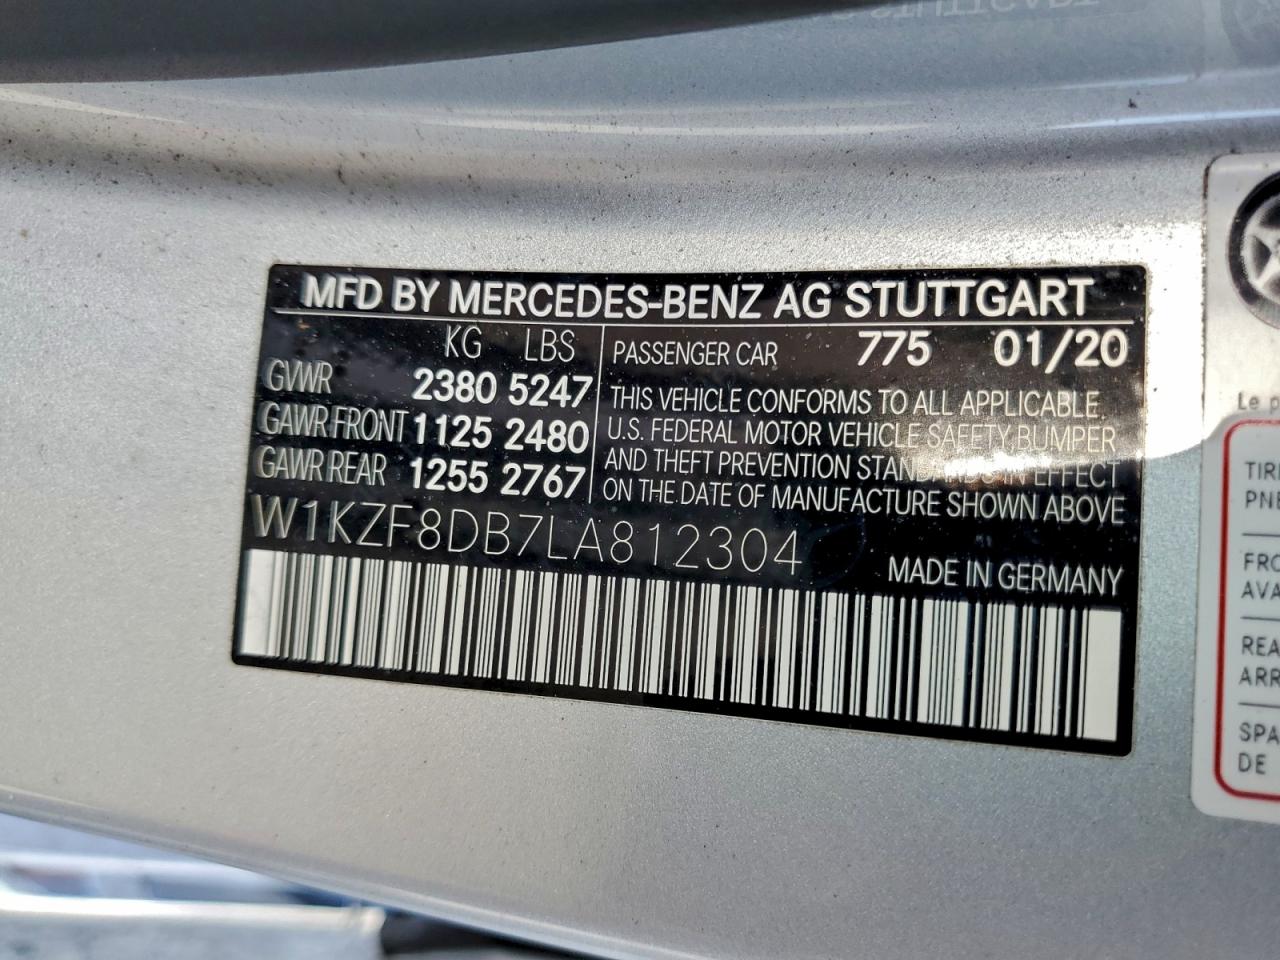 MFD BY MERCEDES-BENZ AG STUTTGART
KG LBS
GVWR 2380 5247
GAWR FRONT 1125 2480
GAWR REAR 1255 2767
PASSENGER CAR 775 01/20
THIS VEHICLE CONFORMS TO ALL APPLICABLE
U.S. FEDERAL MOTOR VEHICLE SAFETY, BUMPER
AND THEFT PREVENTION STANDARDS IN EFFECT
ON THE DATE OF MANUFACTURE SHOWN ABOVE
W1KZF8DB7LA812304
MADE IN GERMANY
Le
DE